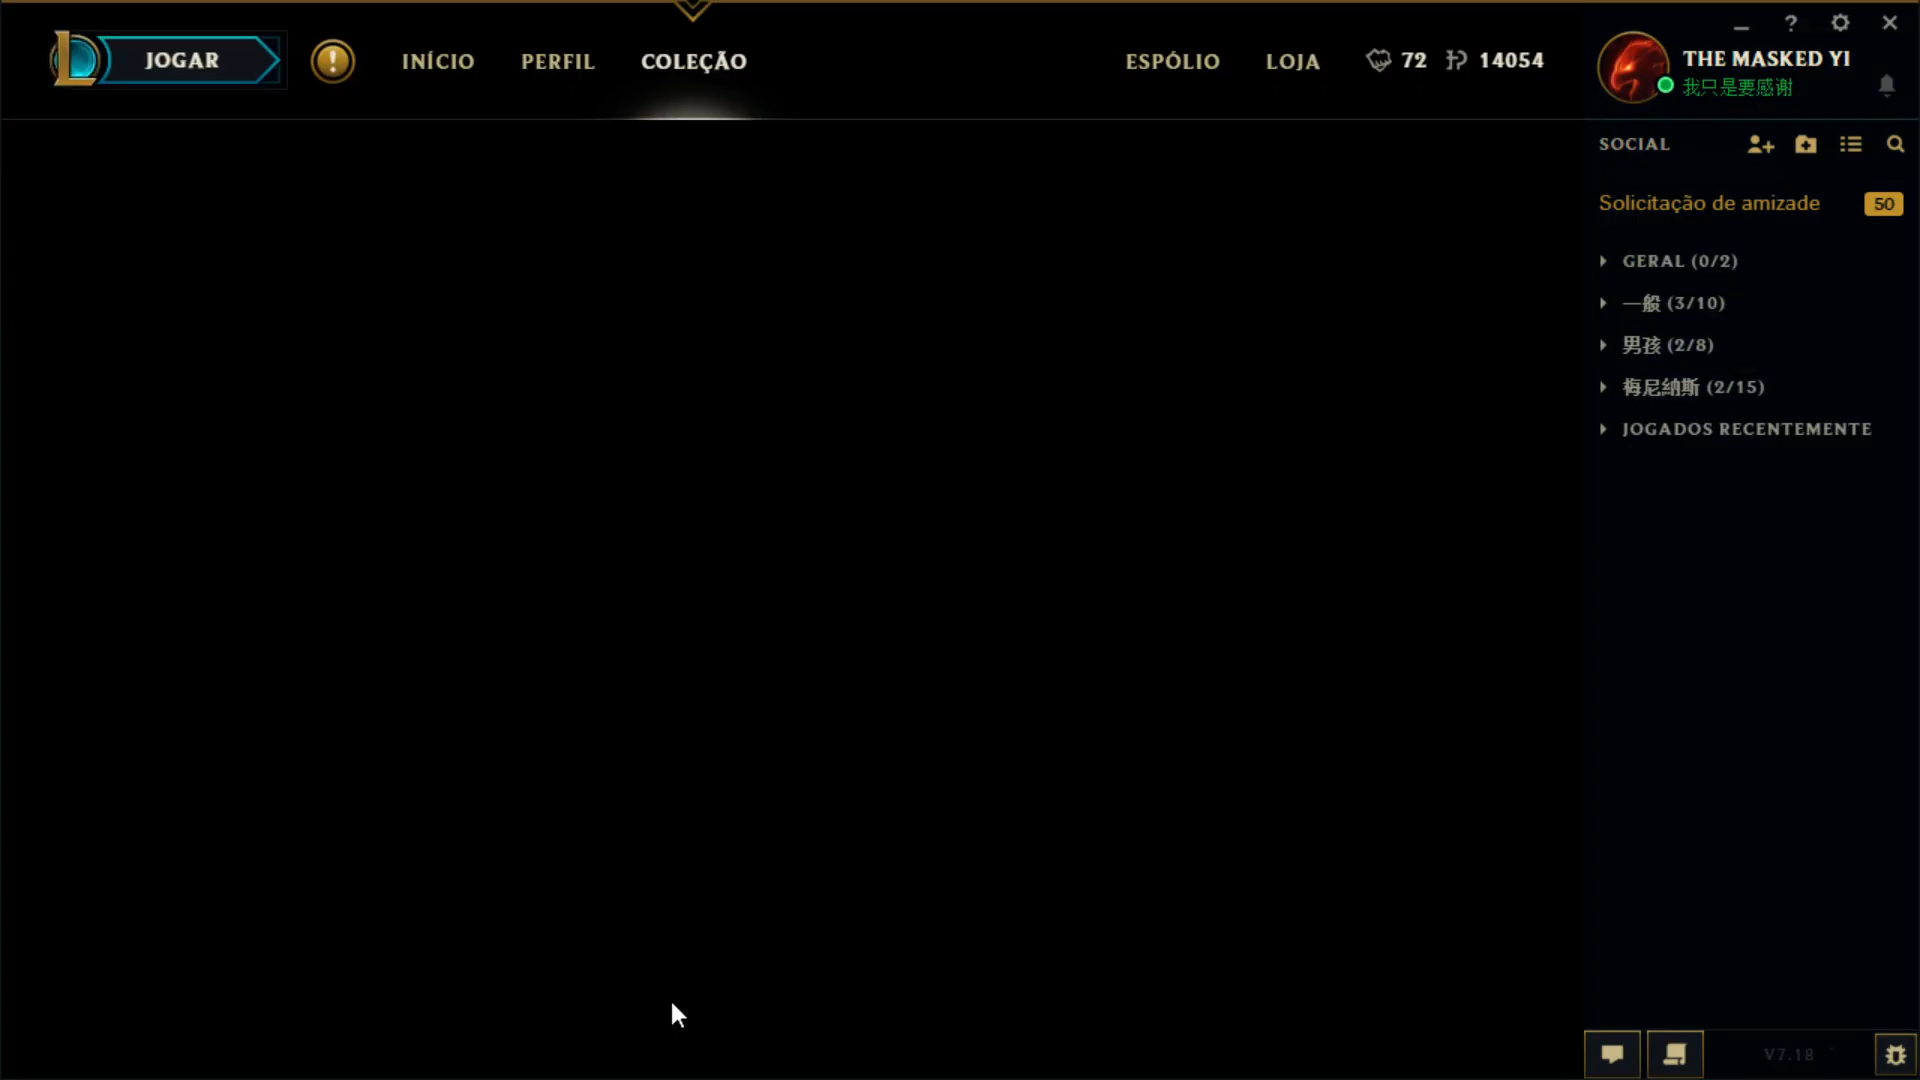 JOGAR
INÍCIO
PERFIL
COLEÇÃO
ESPÓLIO
LOJA
72
14054
THE MASKED YI
我只是要感谢
SOCIAL
Solicitação de amizade
50
GERAL (0/2)
一般 (3/10)
男孩 (2/8)
梅尼納斯 (2/15)
JOGADOS RECENTEMENTE
V7.18